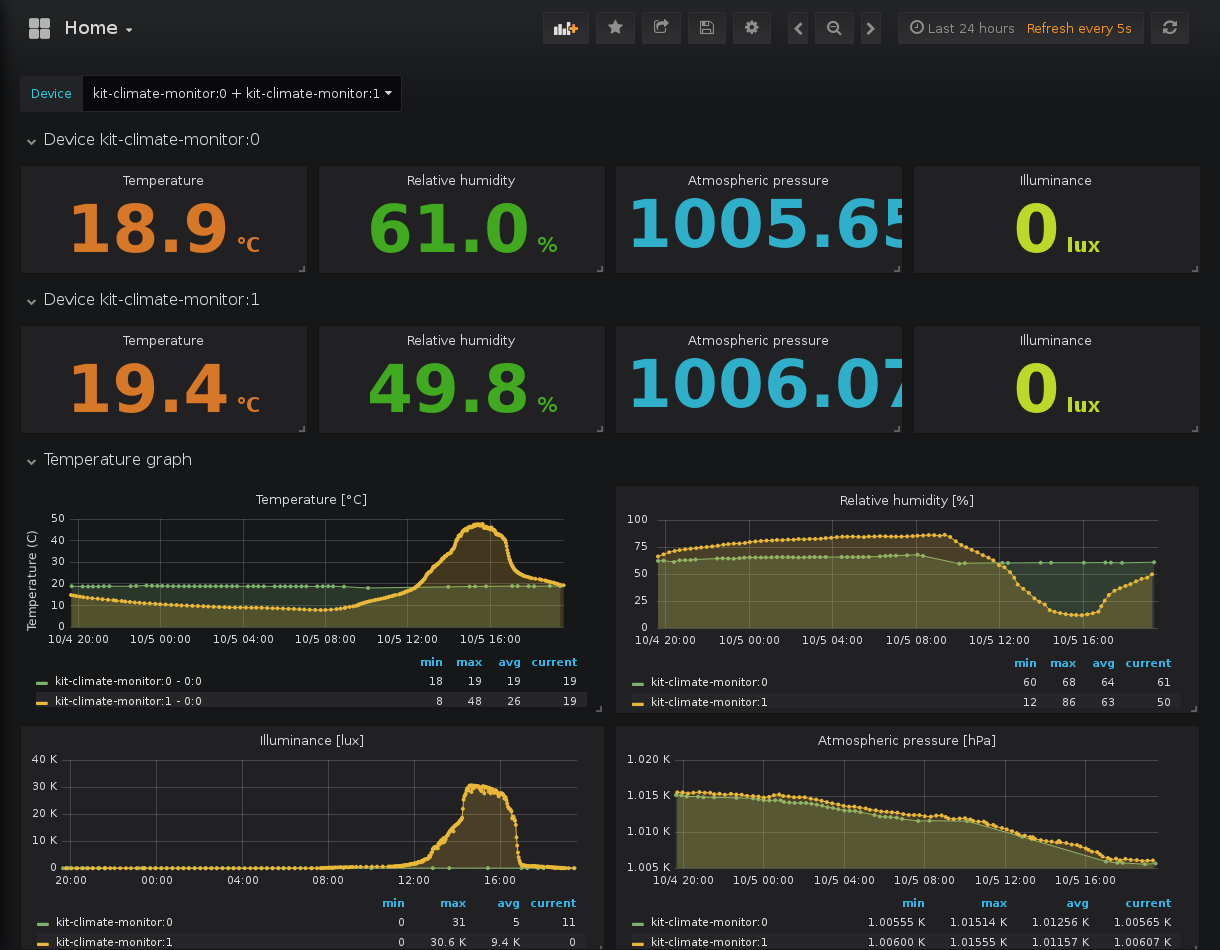 Home
Last 24 hours Refresh every 5s
Device kit-climate-monitor:0 + kit-climate-monitor:1
Device kit-climate-monitor:0
Temperature Relative humidity Atmospheric pressure Illuminance
18.9 °C 61.0 % 1005.65 0 lux
Device kit-climate-monitor:1
Temperature Relative humidity Atmospheric pressure Illuminance
19.4 °C 49.8 % 1006.07 0 lux
Temperature graph
Temperature [°C]
Temperature (C)
50
40
30
20
10
0
10/4 20:00 10/5 00:00 10/5 04:00 10/5 08:00 10/5 12:00 10/5 16:00
min max avg current
kit-climate-monitor:0 - 0:0 18 19 19 19
kit-climate-monitor:1 - 0:0 8 48 26 19
Relative humidity [%]
100
75
50
25
0
10/4 20:00 10/5 00:00 10/5 04:00 10/5 08:00 10/5 12:00 10/5 16:00
min max avg current
kit-climate-monitor:0 60 68 64 61
kit-climate-monitor:1 12 86 63 50
Illuminance [lux]
40 K
30 K
20 K
10 K
0
20:00 00:00 04:00 08:00 12:00 16:00
min max avg current
kit-climate-monitor:0 0 31 5 11
kit-climate-monitor:1 0 30.6 K 9.4 K 0
Atmospheric pressure [hPa]
1.020 K
1.015 K
1.010 K
1.005 K
10/4 20:00 10/5 00:00 10/5 04:00 10/5 08:00 10/5 12:00 10/5 16:00
min max avg current
kit-climate-monitor:0 1.00555 K 1.01514 K 1.01256 K 1.00565 K
kit-climate-monitor:1 1.00600 K 1.01555 K 1.01157 K 1.00607 K